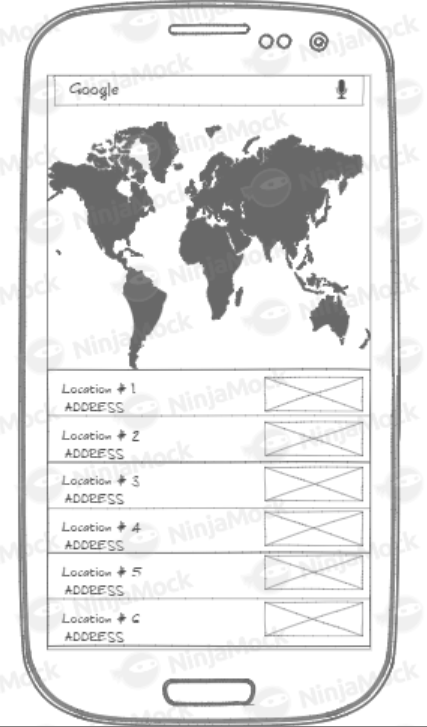 Google
Location # 1
ADDRESS
Location # 2
ADDRESS
Location # 3
ADDRESS
Location # 4
ADDRESS
Location # 5
ADDRESS
Location # 6
ADDRESS
NinjaMock